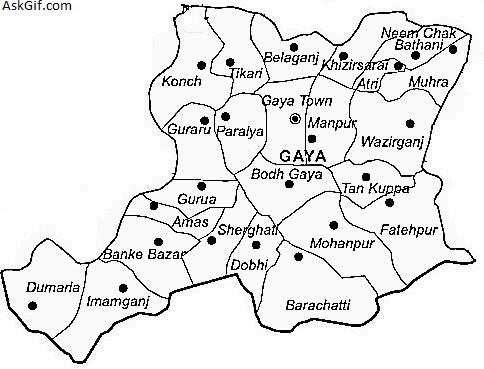 AskGif.com
Neem Chak
Bathani
Belaganj
Khizirsarai
Tikari
Konch
Atri
Muhra
Gaya Town
Guraru
Paraiya
Manpur
Wazirganj
GAYA
Bodh Gaya
Tan Kuppa
Gurua
Amas
Sherghati
Fatehpur
Mohanpur
Banke Bazar
Dobhi
Dumaria
Imamganj
Barachatti